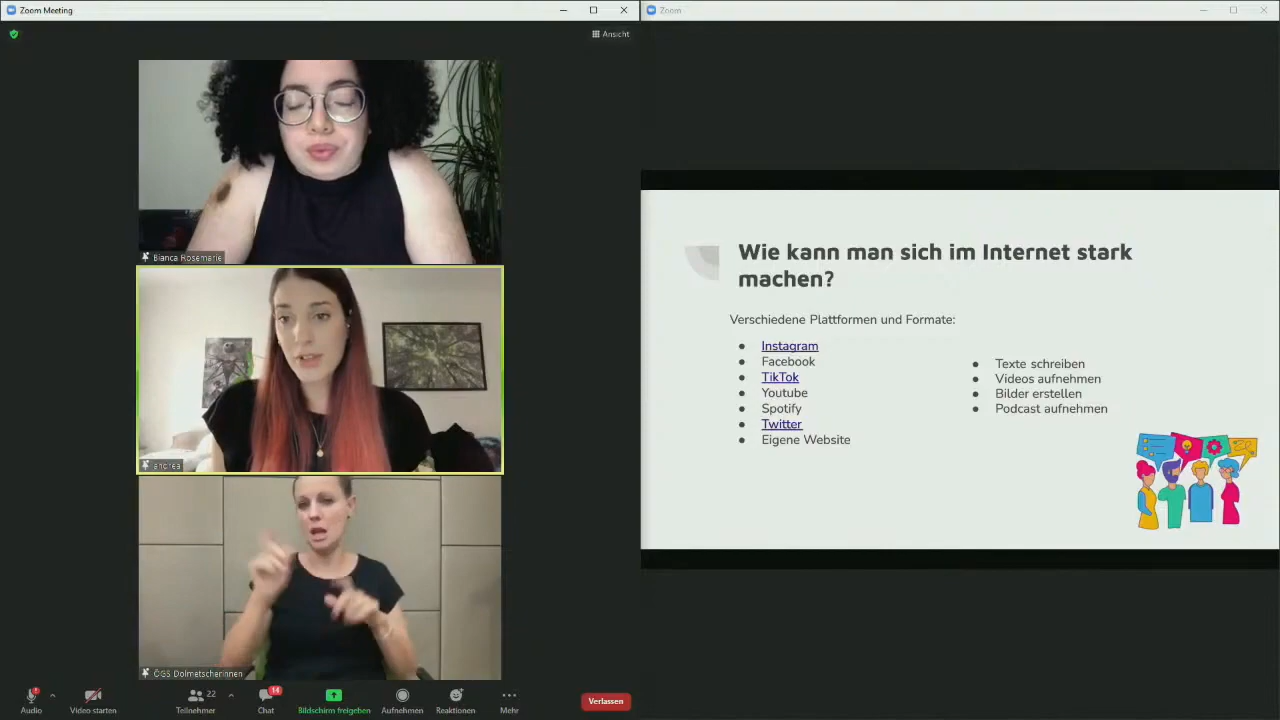 Zoom Meeting
Ansicht
Bianca Rosemarie
andrea
ÖGS Dolmetscherinnen
Audio
Video starten
22
Teilnehmer
14
Chat
Bildschirm freigeben
Aufnehmen
Reaktionen
Mehr
Verlassen
Zoom
Wie kann man sich im Internet stark
machen?
Verschiedene Plattformen und Formate:
Instagram
Facebook
TikTok
Youtube
Spotify
Twitter
Eigene Website
Texte schreiben
Videos aufnehmen
Bilder erstellen
Podcast aufnehmen